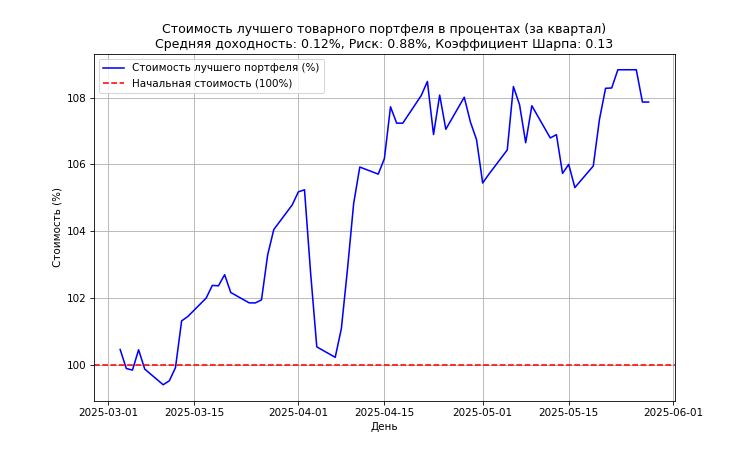 Стоимость лучшего товарного портфеля в процентах (за квартал)
Средняя доходность: 0.12%, Риск: 0.88%, Коэффициент Шарпа: 0.13
Стоимость лучшего портфеля (%)
Начальная стоимость (100%)
Стоимость (%)
108
106
104
102
100
2025-03-01
2025-03-15
2025-04-01
2025-04-15
2025-05-01
2025-05-15
2025-06-01
День